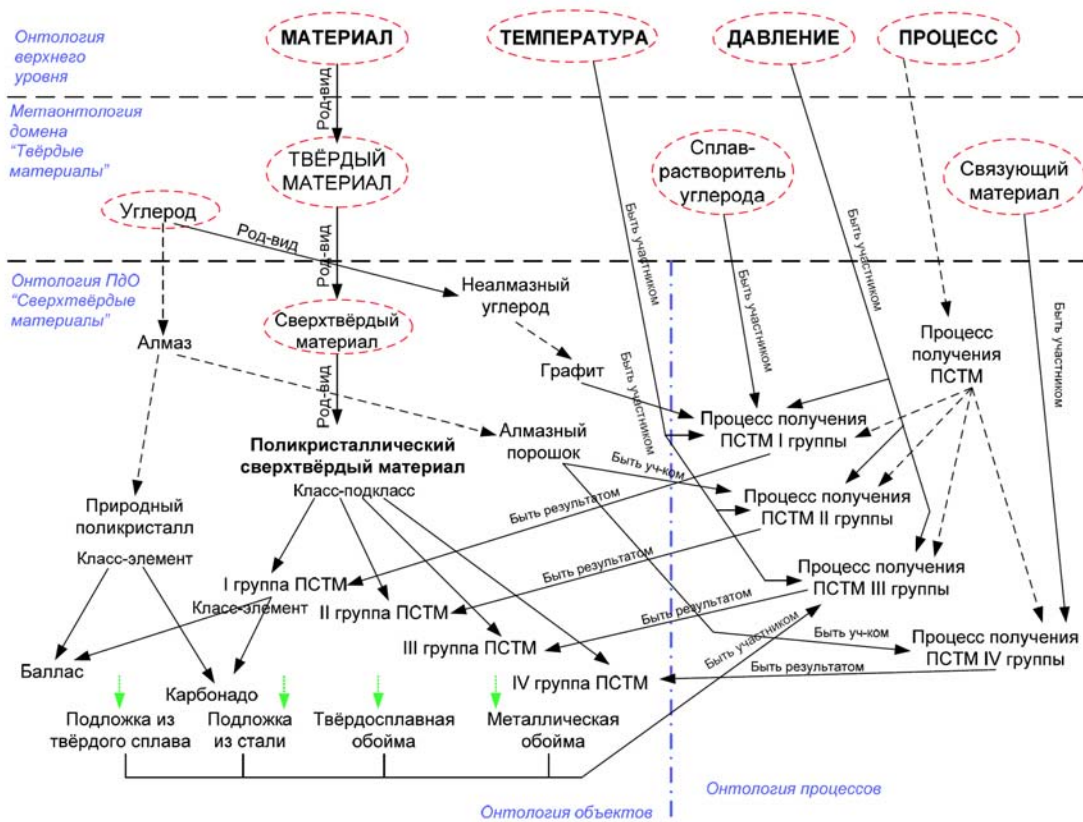 Онтология
верхнего
уровня
МАТЕРИАЛ
ТЕМПЕРАТУРА
ДАВЛЕНИЕ
ПРОЦЕСС
Род-вид
Метаонтология
домена
"Твёрдые
материалы"
ТВЁРДЫЙ
МАТЕРИАЛ
Сплав-
растворитель
углерода
Связующий
материал
Углерод
Род-вид
Род-вид
Быть участником
Быть участником
Онтология ПдО
"Сверхтвёрдые
материалы"
Неалмазный
углерод
Сверхтвёрдый
материал
Алмаз
Графит
Быть участником
Быть участником
Быть участником
Процесс
получения
ПСТМ
Род-вид
Процесс получения
ПСТМ I группы
Поликристаллический
сверхтвёрдый материал
Алмазный
порошок
Класс-подкласс
Быть уч-ком
Природный
поликристалл
Быть результатом
Процесс получения
ПСТМ II группы
Класс-элемент
I группа ПСТМ
Быть результатом
Процесс получения
ПСТМ III группы
Класс-элемент
II группа ПСТМ
Быть результатом
III группа ПСТМ
Быть участником
Быть уч-ком
Процесс получения
ПСТМ IV группы
Баллас
Быть результатом
Карбонадо
IV группа ПСТМ
Подложка из
твёрдого сплава
Подложка
из стали
Твёрдосплавная
обойма
Металлическая
обойма
Онтология объектов
Онтология процессов